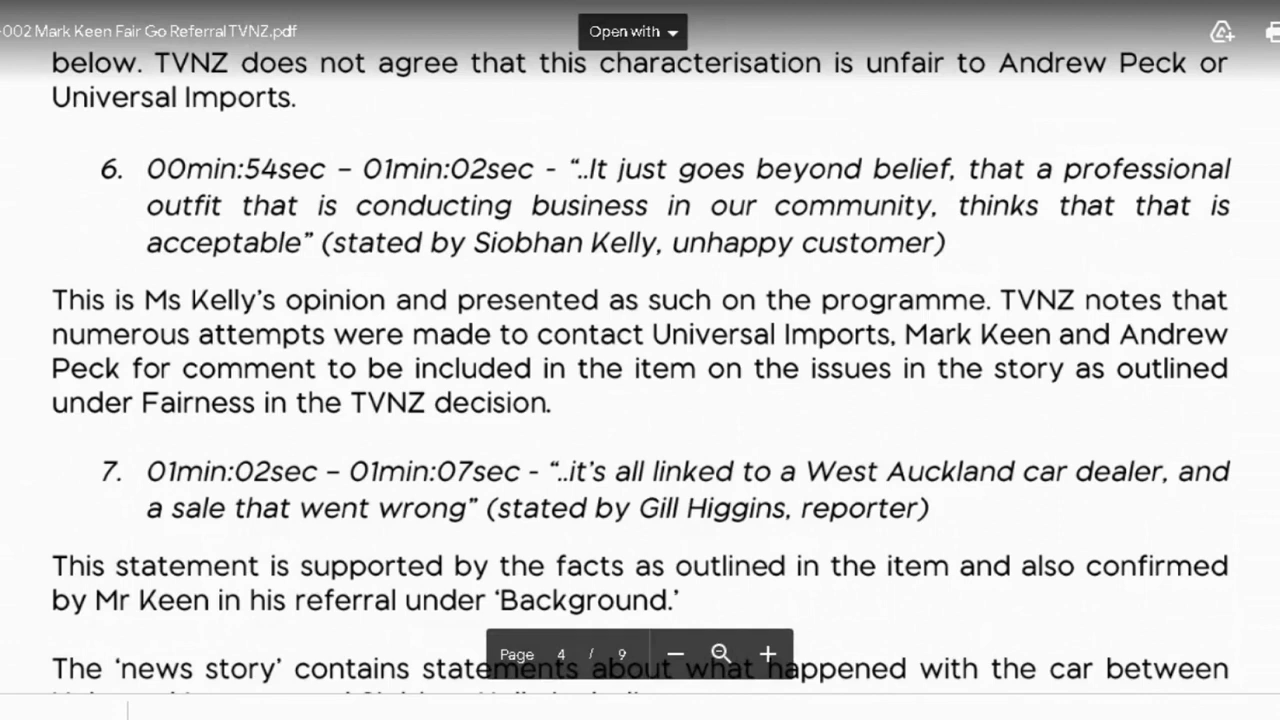 -002 Mark Keen Fair Go Referral TVNZ.pdf
Open with
below. TVNZ does not agree that this characterisation is unfair to Andrew Peck or
Universal Imports.
6. 00min:54sec – 01min:02sec - “..It just goes beyond belief, that a professional
outfit that is conducting business in our community, thinks that that is
acceptable” (stated by Siobhan Kelly, unhappy customer)
This is Ms Kelly’s opinion and presented as such on the programme. TVNZ notes that
numerous attempts were made to contact Universal Imports, Mark Keen and Andrew
Peck for comment to be included in the item on the issues in the story as outlined
under Fairness in the TVNZ decision.
7. 01min:02sec – 01min:07sec - “..it’s all linked to a West Auckland car dealer, and
a sale that went wrong” (stated by Gill Higgins, reporter)
This statement is supported by the facts as outlined in the item and also confirmed
by Mr Keen in his referral under ‘Background.’
Page 4 / 9
The ‘news story’ contains statements about what happened with the car between